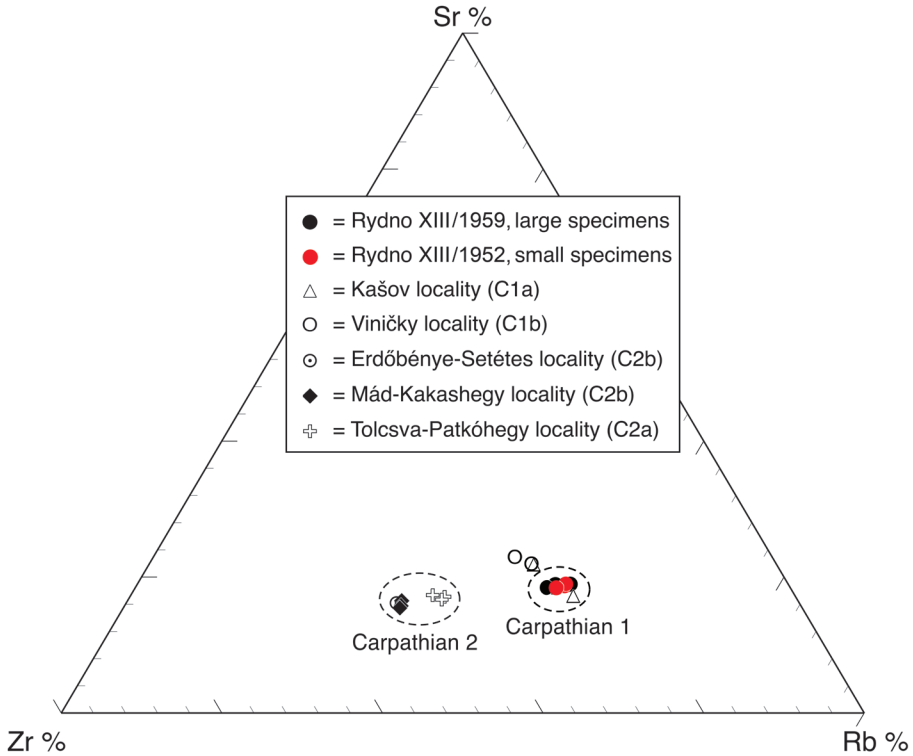 Sr %
= Rydno XIII/1959, large specimens
= Rydno XIII/1952, small specimens
= Kašov locality (C1a)
= Viničky locality (C1b)
= Erdőbénye-Setétes locality (C2b)
= Mád-Kakashegy locality (C2b)
= Tolcsva-Patkóhegy locality (C2a)
Carpathian 2
Carpathian 1
Zr %
Rb %